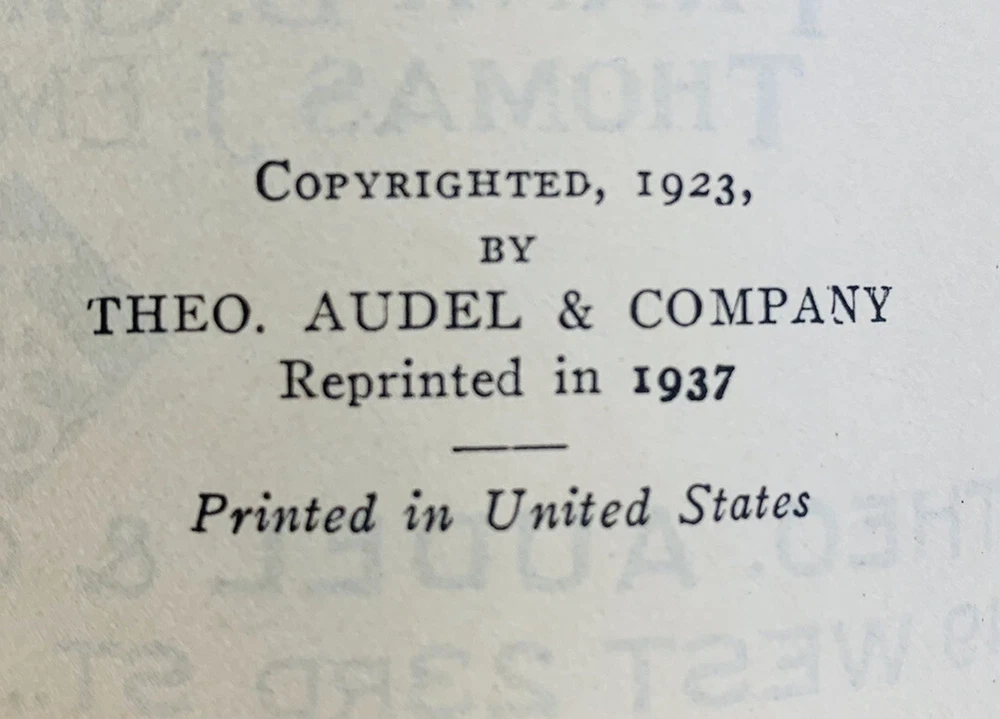 COPYRIGHTED, 1923,
BY
THEO. AUDEL & COMPANY
Reprinted in 1937
Printed in United States